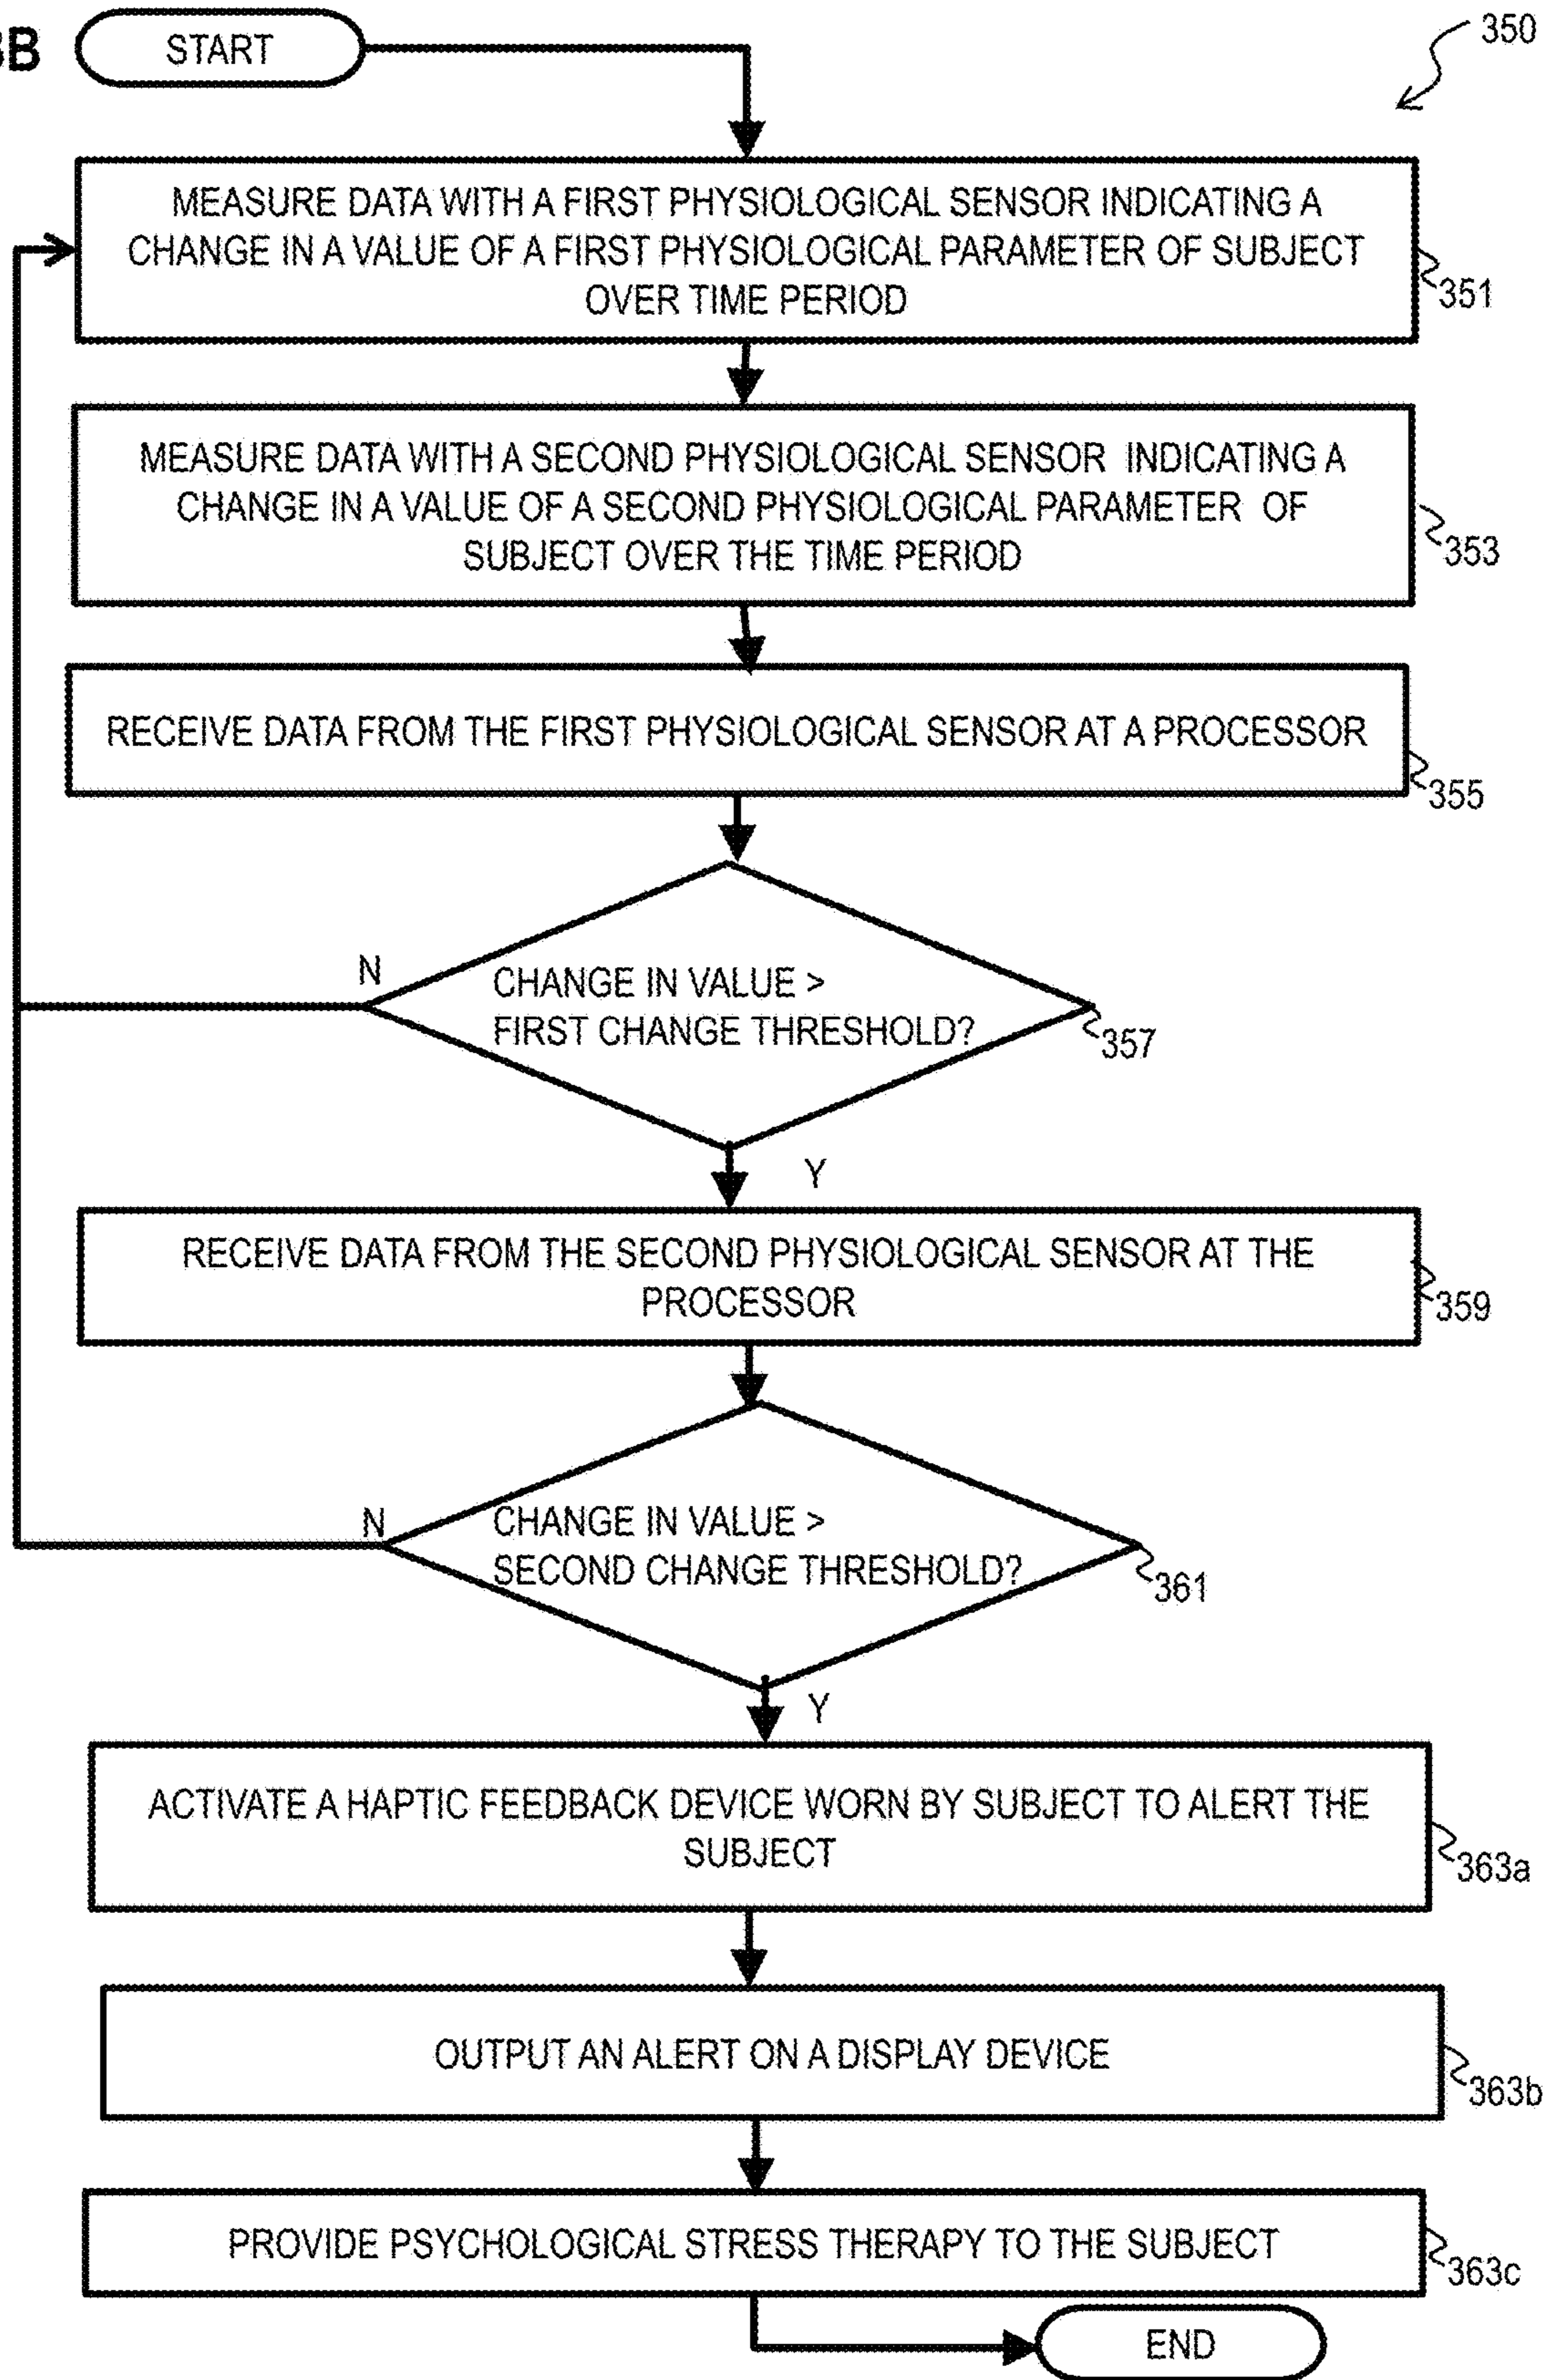 3B
START
350
MEASURE DATA WITH A FIRST PHYSIOLOGICAL SENSOR INDICATING A
CHANGE IN A VALUE OF A FIRST PHYSIOLOGICAL PARAMETER OF SUBJECT
OVER TIME PERIOD
351
MEASURE DATA WITH A SECOND PHYSIOLOGICAL SENSOR INDICATING A
CHANGE IN A VALUE OF A SECOND PHYSIOLOGICAL PARAMETER OF
SUBJECT OVER THE TIME PERIOD
353
RECEIVE DATA FROM THE FIRST PHYSIOLOGICAL SENSOR AT A PROCESSOR
355
N
CHANGE IN VALUE >
FIRST CHANGE THRESHOLD?
357
Y
RECEIVE DATA FROM THE SECOND PHYSIOLOGICAL SENSOR AT THE
PROCESSOR
359
N
CHANGE IN VALUE >
SECOND CHANGE THRESHOLD?
361
Y
ACTIVATE A HAPTIC FEEDBACK DEVICE WORN BY SUBJECT TO ALERT THE
SUBJECT
363a
OUTPUT AN ALERT ON A DISPLAY DEVICE
363b
PROVIDE PSYCHOLOGICAL STRESS THERAPY TO THE SUBJECT
363c
END